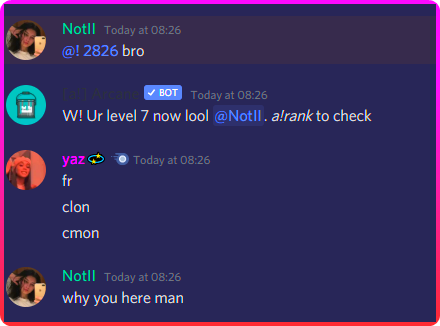 NotII Today at 08:26
@! 2826 bro
BOT Today at 08:26
W! Ur level 7 now lool @NotII. a!rank to check
yaz Today at 08:26
fr
clon
cmon
NotII Today at 08:26
why you here man